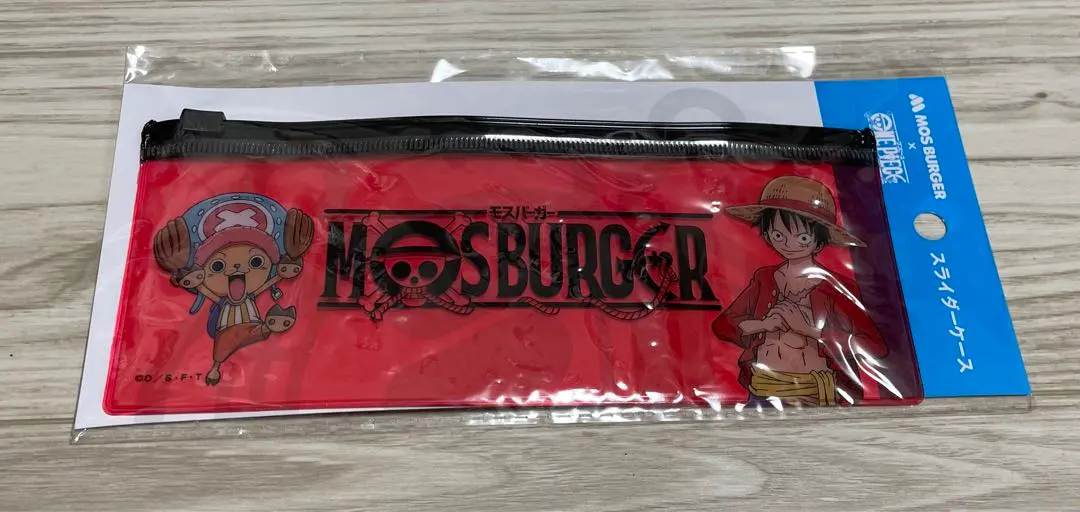 モスバーガー
MOSBURGER
©O/S・F・T
ONE PIECE
×
MOS BURGER
スライダーケース